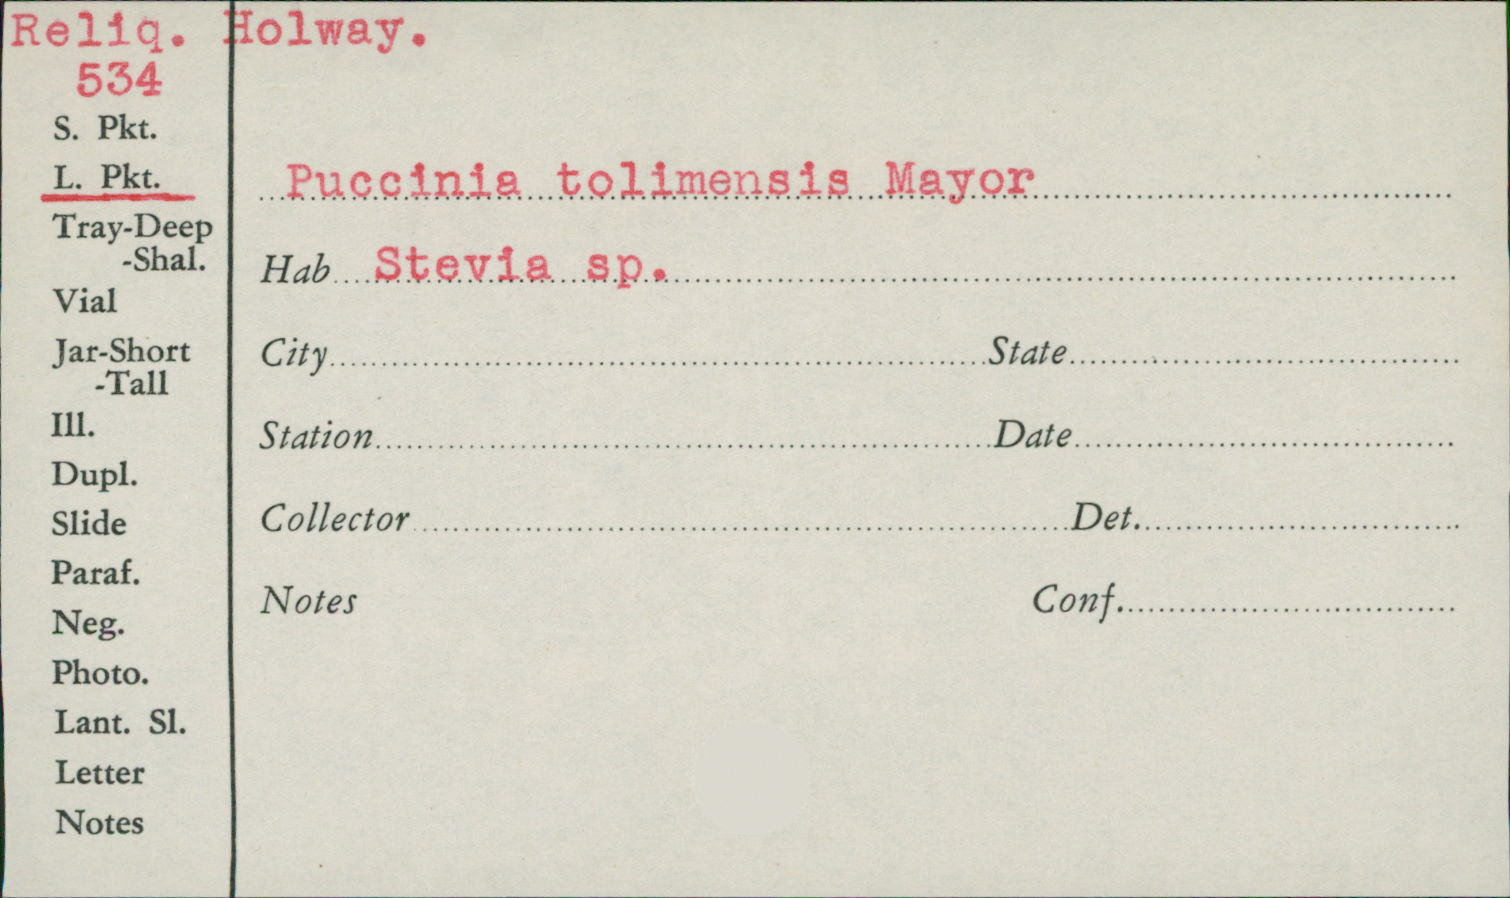 Reliq. Holway.
534
S. Pkt.
L. Pkt.
Puccinia tolimensis Mayor
Tray-Deep
-Shal.
Hab Stevia sp.
Vial
Jar-Short
-Tall
City State
Ill.
Station Date
Dupl.
Slide
Collector Det.
Paraf.
Notes Conf.
Neg.
Photo.
Lant. Sl.
Letter
Notes